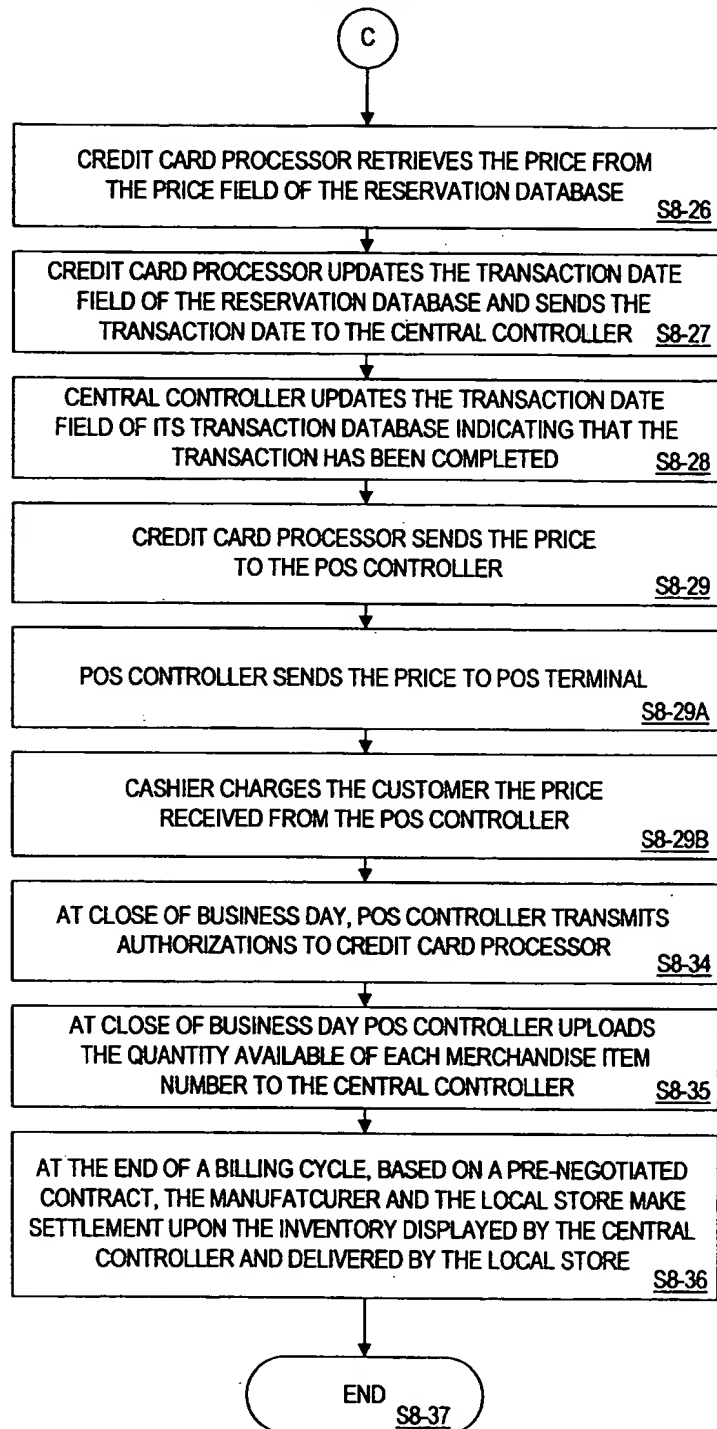 C
CREDIT CARD PROCESSOR RETRIEVES THE PRICE FROM
THE PRICE FIELD OF THE RESERVATION DATABASE
S8-26
CREDIT CARD PROCESSOR UPDATES THE TRANSACTION DATE
FIELD OF THE RESERVATION DATABASE AND SENDS THE
TRANSACTION DATE TO THE CENTRAL CONTROLLER S8-27
CENTRAL CONTROLLER UPDATES THE TRANSACTION DATE
FIELD OF ITS TRANSACTION DATABASE INDICATING THAT THE
TRANSACTION HAS BEEN COMPLETED S8-28
CREDIT CARD PROCESSOR SENDS THE PRICE
TO THE POS CONTROLLER
S8-29
POS CONTROLLER SENDS THE PRICE TO POS TERMINAL
S8-29A
CASHIER CHARGES THE CUSTOMER THE PRICE
RECEIVED FROM THE POS CONTROLLER
S8-29B
AT CLOSE OF BUSINESS DAY, POS CONTROLLER TRANSMITS
AUTHORIZATIONS TO CREDIT CARD PROCESSOR
S8-34
AT CLOSE OF BUSINESS DAY POS CONTROLLER UPLOADS
THE QUANTITY AVAILABLE OF EACH MERCHANDISE ITEM
NUMBER TO THE CENTRAL CONTROLLER S8-35
AT THE END OF A BILLING CYCLE, BASED ON A PRE-NEGOTIATED
CONTRACT, THE MANUFATCURER AND THE LOCAL STORE MAKE
SETTLEMENT UPON THE INVENTORY DISPLAYED BY THE CENTRAL
CONTROLLER AND DELIVERED BY THE LOCAL STORE
S8-36
END
S8-37